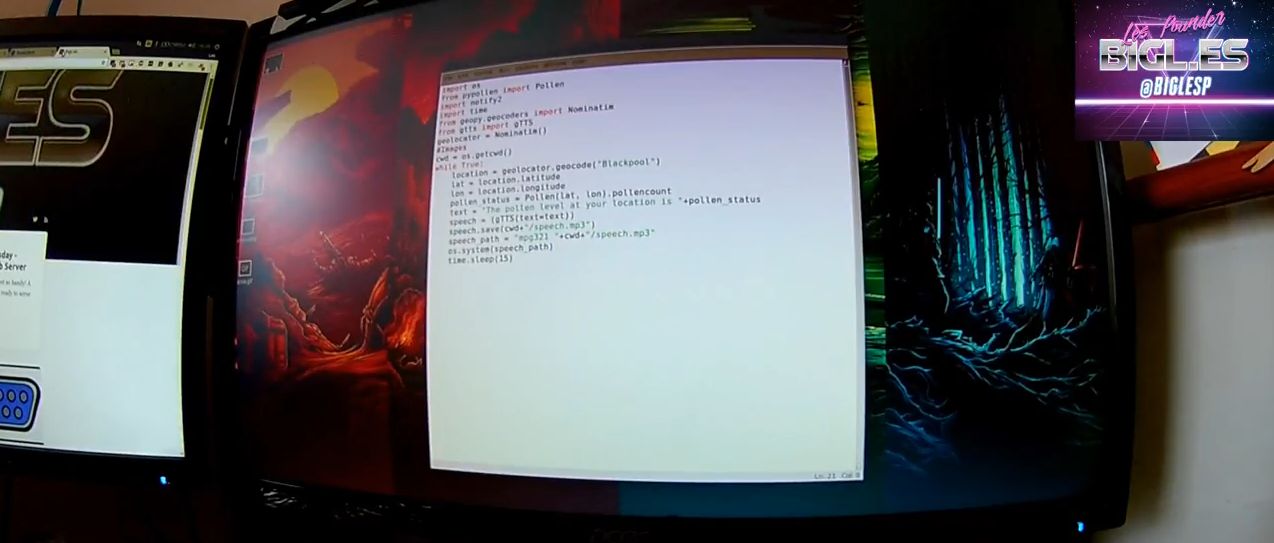 Lee Pounder
BIGL.ES
@BIGLESP
ES
import os
from pypollen import Pollen
import notify2
import time
from geopy.geocoders import Nominatim
from gtts import gTTS
geolocator = Nominatim()
#Images
cwd = os.getcwd()
while True:
location = geolocator.geocode("Blackpool")
lat = location.latitude
lon = location.longitude
pollen_status = Pollen(lat, lon).pollencount
text = "The pollen level at your location is "+pollen_status
speech = (gTTS(text=text))
speech.save(cwd+"/speech.mp3")
speech_path = "mpg321 "+cwd+"/speech.mp3"
os.system(speech_path)
time.sleep(15)
day -
b Server
Ln: 21